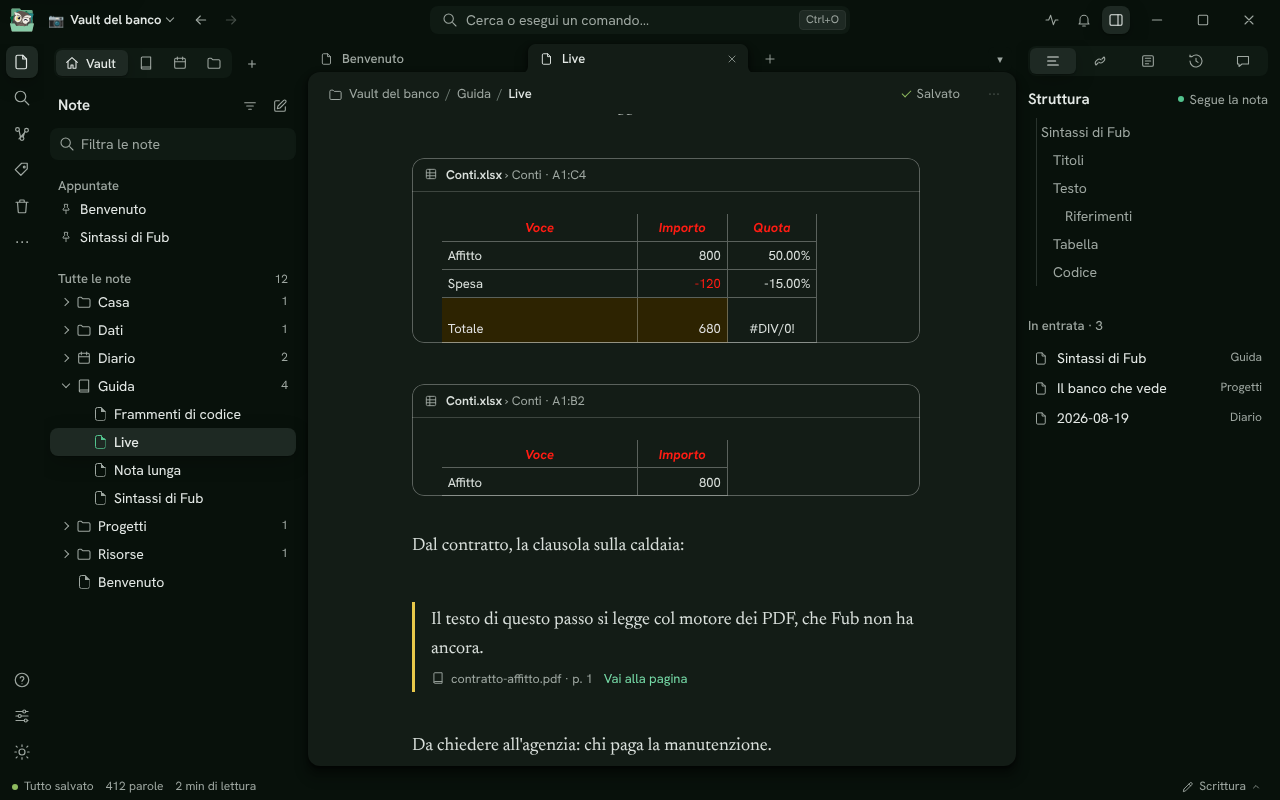 Vault del banco
Cerca o esegui un comando...
Ctrl+O
Vault
Benvenuto
Live
Note
Filtra le note
Appuntate
Benvenuto
Sintassi di Fub
Tutte le note 12
Casa 1
Dati 1
Diario 2
Guida 4
Frammenti di codice
Live
Nota lunga
Sintassi di Fub
Progetti 1
Risorse 1
Benvenuto
Tutto salvato 412 parole 2 min di lettura
Vault del banco / Guida / Live
Salvato
Conti.xlsx › Conti · A1:C4
Voce Importo Quota
Affitto 800 50.00%
Spesa -120 -15.00%
Totale 680 #DIV/0!
Conti.xlsx › Conti · A1:B2
Voce Importo
Affitto 800
Dal contratto, la clausola sulla caldaia:
Il testo di questo passo si legge col motore dei PDF, che Fub non ha
ancora.
contratto-affitto.pdf · p. 1 Vai alla pagina
Da chiedere all'agenzia: chi paga la manutenzione.
Struttura
Segue la nota
Sintassi di Fub
Titoli
Testo
Riferimenti
Tabella
Codice
In entrata · 3
Sintassi di Fub Guida
Il banco che vede Progetti
2026-08-19 Diario
Scrittura